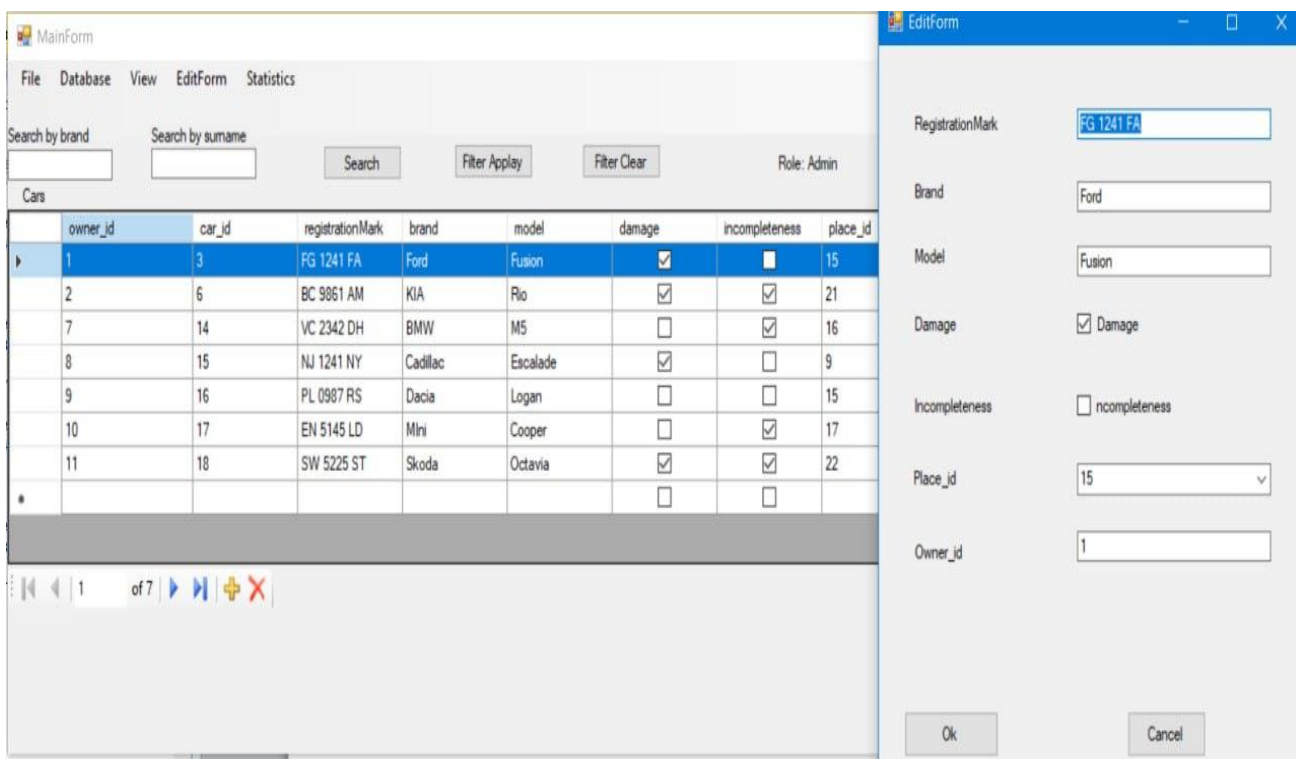 MainForm
File Database View EditForm Statistics
Search by brand Search by surname
Search Filter Applay Filter Clear Role: Admin
Cars
owner_id car_id registrationMark brand model damage incompleteness place_id
1 3 FG 1241 FA Ford Fusion 15
2 6 BC 9861 AM KIA Rio 21
7 14 VC 2342 DH BMW M5 16
8 15 NJ 1241 NY Cadillac Escalade 9
9 16 PL 0987 RS Dacia Logan 15
10 17 EN 5145 LD MIni Cooper 17
11 18 SW 5225 ST Skoda Octavia 22
1 of 7
EditForm
RegistrationMark FG 1241 FA
Brand Ford
Model Fusion
Damage Damage
Incompleteness ncompleteness
Place_id 15
Owner_id 1
Ok Cancel